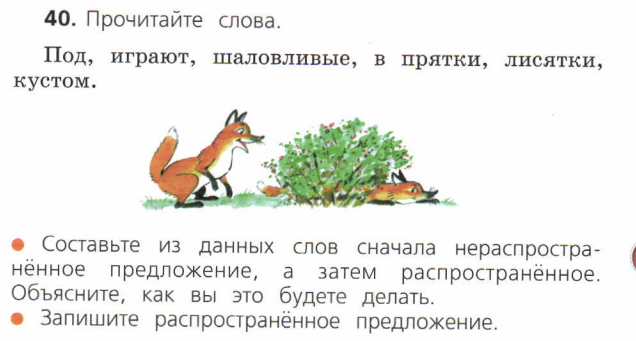 40. Прочитайте слова.
Под, играют, шаловливые, в прятки, лисятки,
кустом.
● Составьте из данных слов сначала нераспростра-
нённое предложение, а затем распространённое.
Объясните, как вы это будете делать.
● Запишите распространённое предложение.